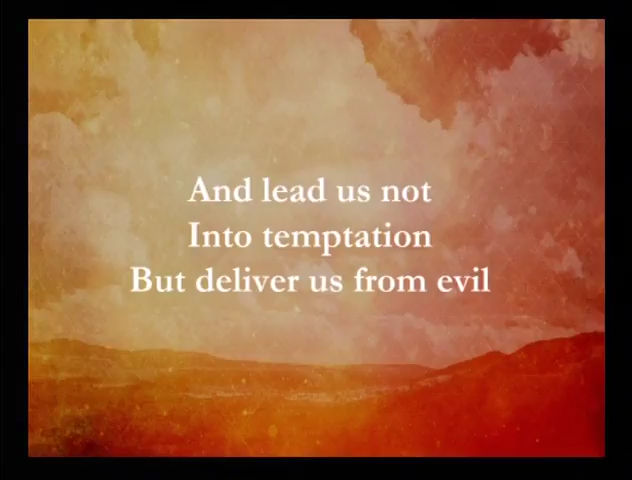 And lead us not
Into temptation
But deliver us from evil